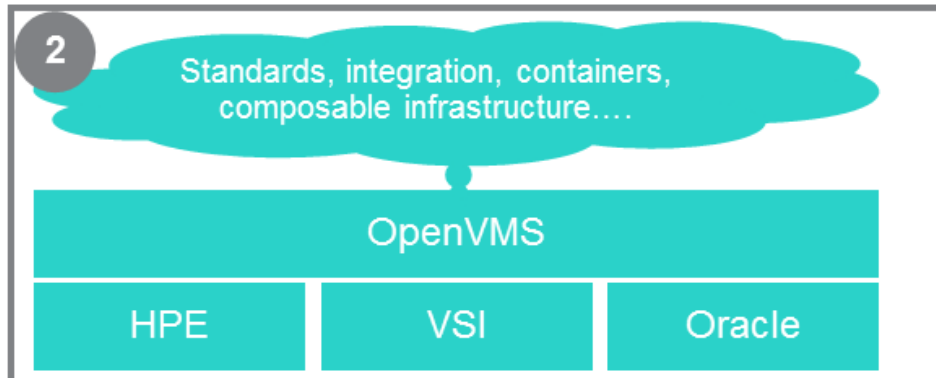 2
Standards, integration, containers,
composable infrastructure....
OpenVMS
HPE
VSI
Oracle